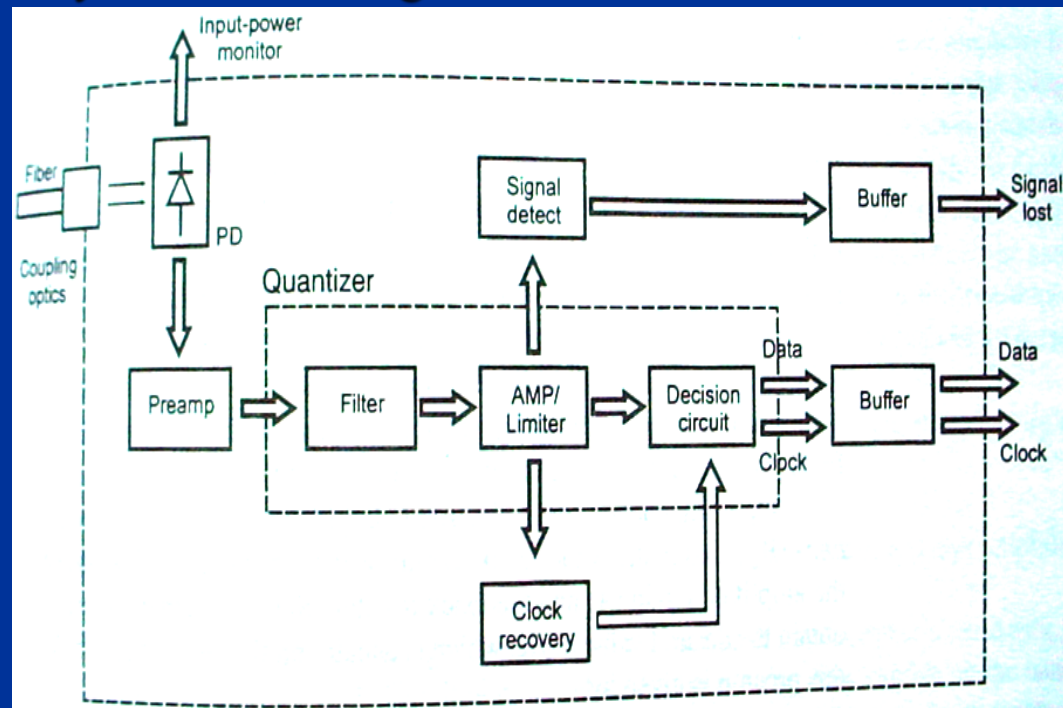 Input-power
monitor
Fiber
PD
Coupling
optics
Signal
detect
Buffer
Signal
lost
Quantizer
Preamp
Filter
AMP/
Limiter
Decision
circuit
Data
Clock
Buffer
Data
Clock
Clock
recovery